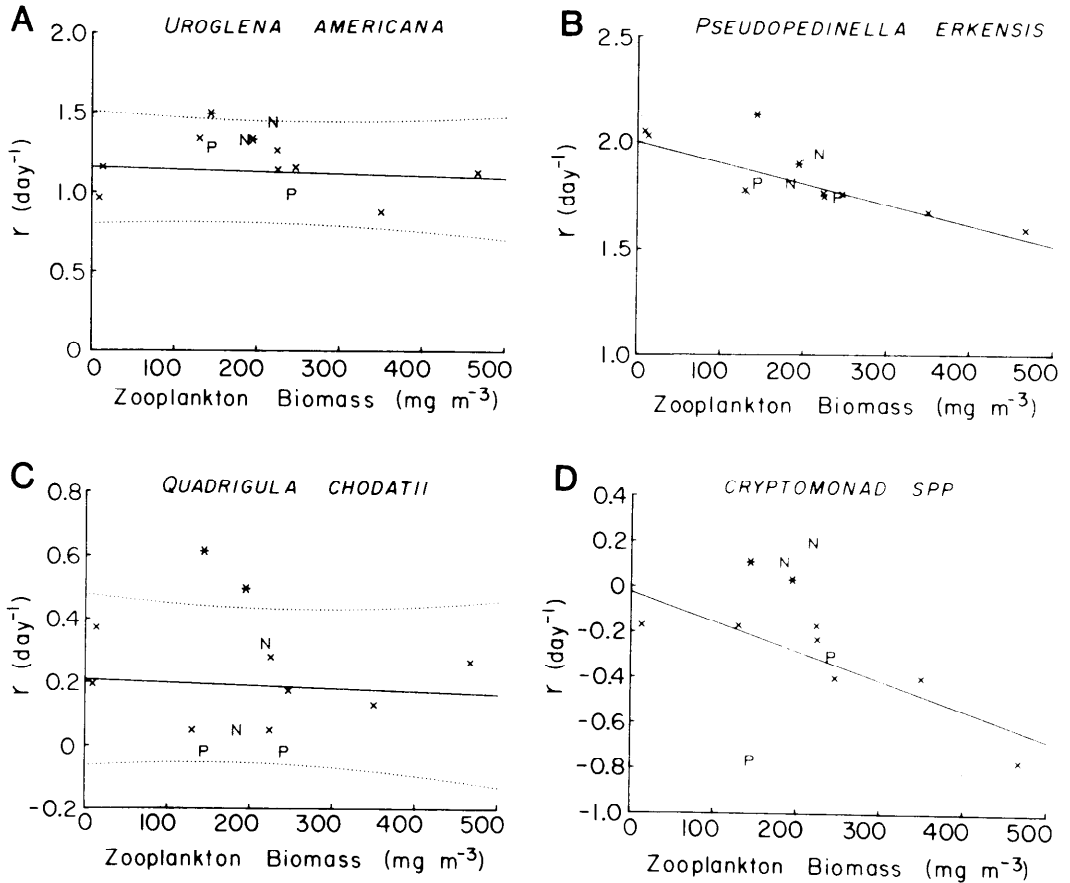 A
UROGLENA AMERICANA
2.0
1.5
1.0
0.5
0
r (day⁻¹)
N
N
P
P
0 100 200 300 400 500
Zooplankton Biomass (mg m⁻³)
B
PSEUDOPEDINELLA ERKENSIS
2.5
2.0
1.5
1.0
r (day⁻¹)
N
P
N
P
0 100 200 300 400 500
Zooplankton Biomass (mg m⁻³)
C
QUADRIGULA CHODATII
0.8
0.6
0.4
0.2
0
-0.2
r (day⁻¹)
N
N
P
P
0 100 200 300 400 500
Zooplankton Biomass (mg m⁻³)
D
CRYPTOMONAD SPP
0.4
0.2
0
-0.2
-0.4
-0.6
-0.8
-1.0
r (day⁻¹)
N
N
P
P
0 100 200 300 400 500
Zooplankton Biomass (mg m⁻³)